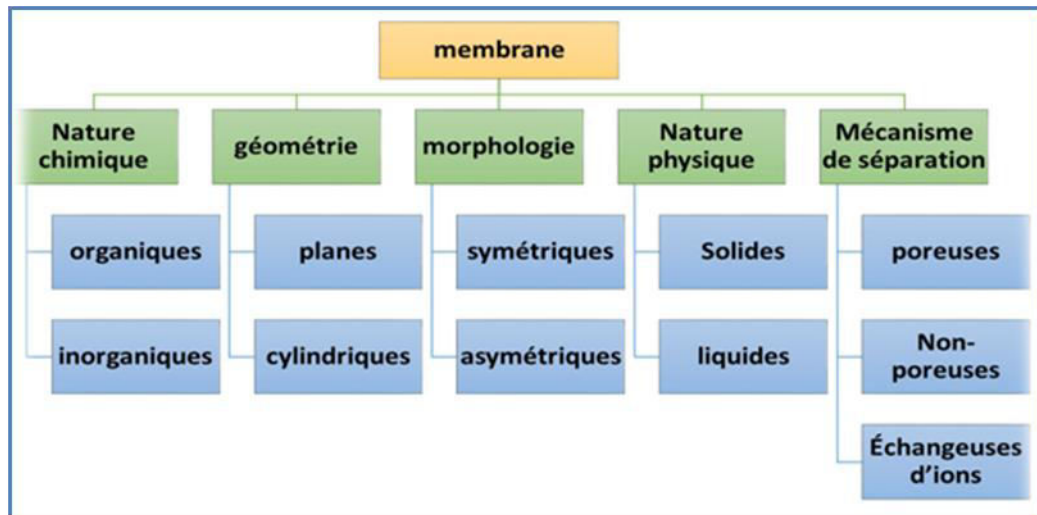 membrane
Nature
chimique
géométrie
morphologie
Nature
physique
Mécanisme
de séparation
organiques
planes
symétriques
Solides
poreuses
inorganiques
cylindriques
asymétriques
liquides
Non-
poreuses
Échangeuses
d'ions